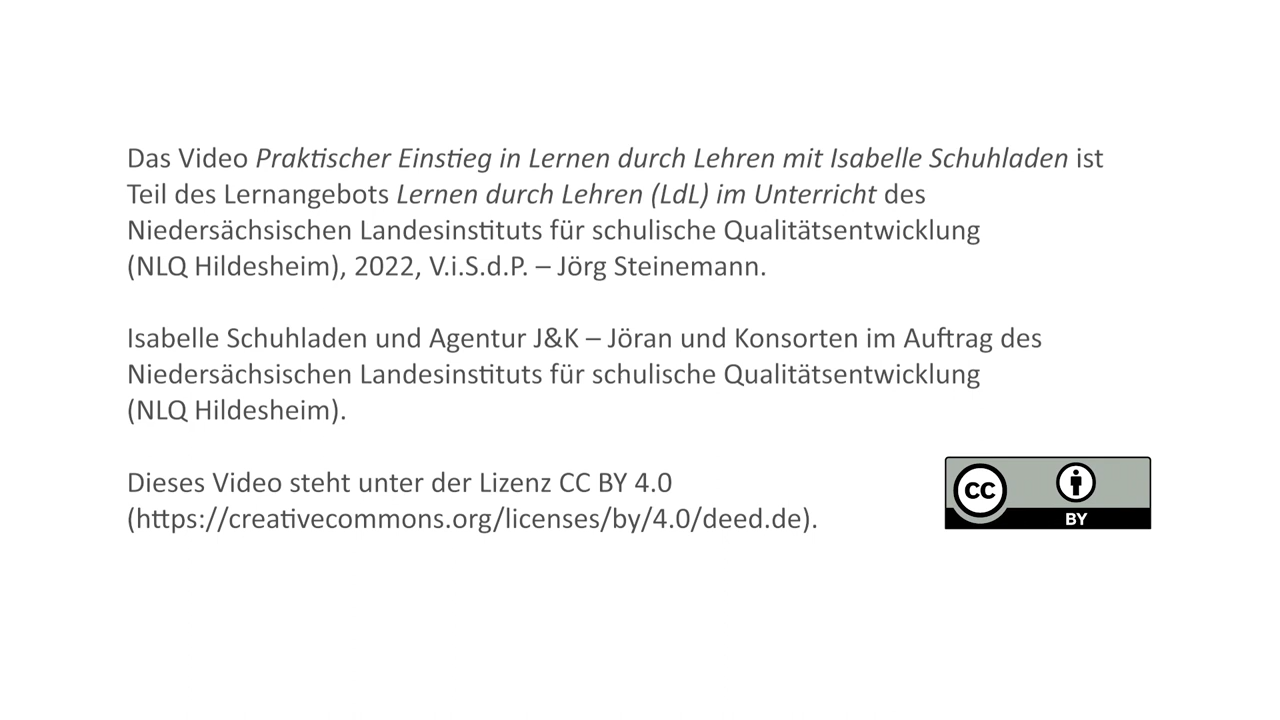 Das Video Praktischer Einstieg in Lernen durch Lehren mit Isabelle Schuhladen ist
Teil des Lernangebots Lernen durch Lehren (LdL) im Unterricht des
Niedersächsischen Landesinstituts für schulische Qualitätsentwicklung
(NLQ Hildesheim), 2022, V.i.S.d.P. – Jörg Steinemann.
Isabelle Schuhladen und Agentur J&K – Jöran und Konsorten im Auftrag des
Niedersächsischen Landesinstituts für schulische Qualitätsentwicklung
(NLQ Hildesheim).
Dieses Video steht unter der Lizenz CC BY 4.0
(https://creativecommons.org/licenses/by/4.0/deed.de).
CC
BY